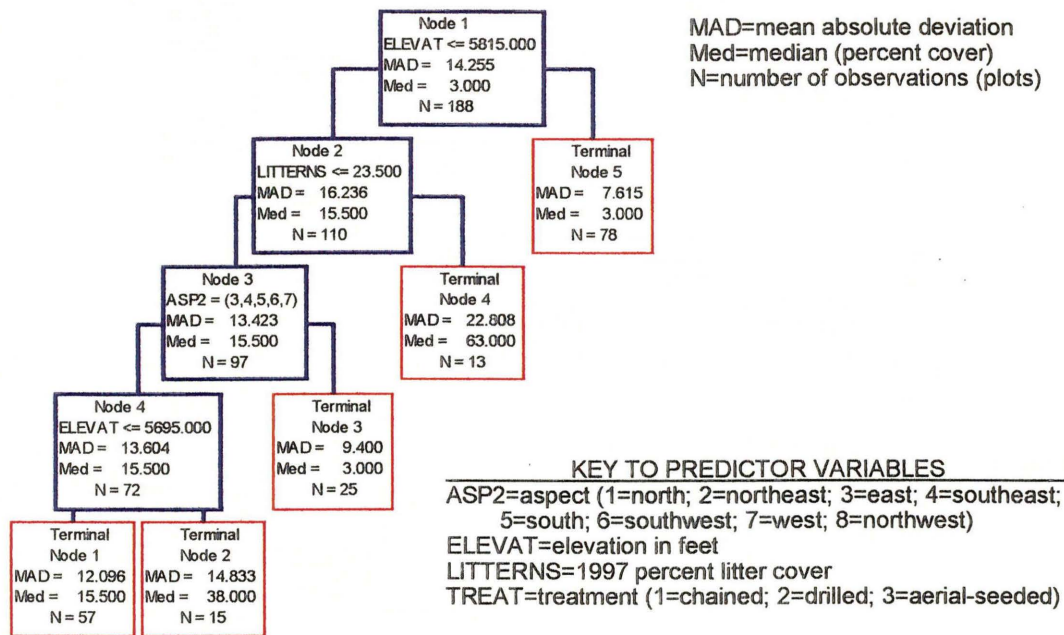 Node 1
ELEVAT <= 5815.000
MAD = 14.255
Med = 3.000
N = 188
MAD=mean absolute deviation
Med=median (percent cover)
N=number of observations (plots)
Node 2
LITTERNS <= 23.500
MAD = 16.236
Med = 15.500
N = 110
Terminal
Node 5
MAD = 7.615
Med = 3.000
N = 78
Node 3
ASP2 = (3,4,5,6,7)
MAD = 13.423
Med = 15.500
N = 97
Terminal
Node 4
MAD = 22.808
Med = 63.000
N = 13
Node 4
ELEVAT <= 5695.000
MAD = 13.604
Med = 15.500
N = 72
Terminal
Node 3
MAD = 9.400
Med = 3.000
N = 25
Terminal
Node 1
MAD = 12.096
Med = 15.500
N = 57
Terminal
Node 2
MAD = 14.833
Med = 38.000
N = 15
KEY TO PREDICTOR VARIABLES
ASP2=aspect (1=north; 2=northeast; 3=east; 4=southeast;
5=south; 6=southwest; 7=west; 8=northwest)
ELEVAT=elevation in feet
LITTERNS=1997 percent litter cover
TREAT=treatment (1=chained; 2=drilled; 3=aerial-seeded)